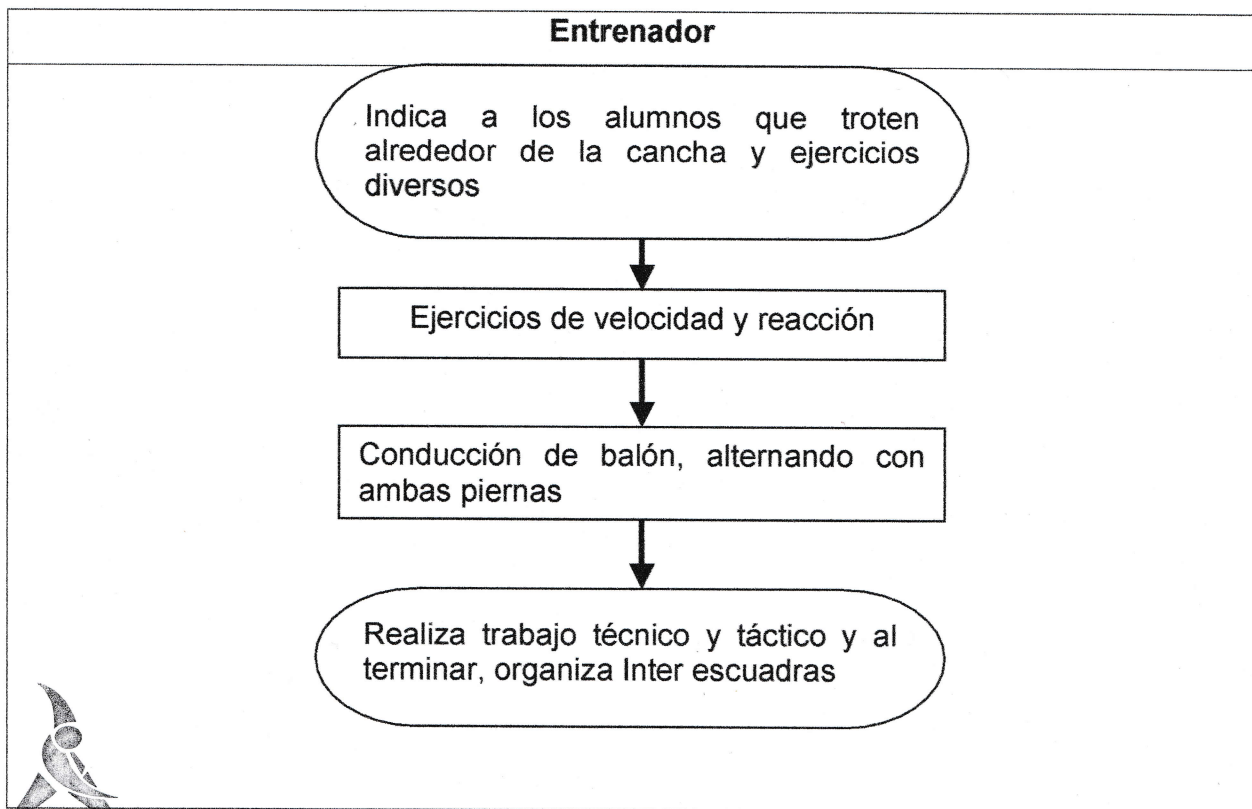 Entrenador
Indica a los alumnos que troten
alrededor de la cancha y ejercicios
diversos
Ejercicios de velocidad y reacción
Conducción de balón, alternando con
ambas piernas
Realiza trabajo técnico y táctico y al
terminar, organiza Inter escuadras